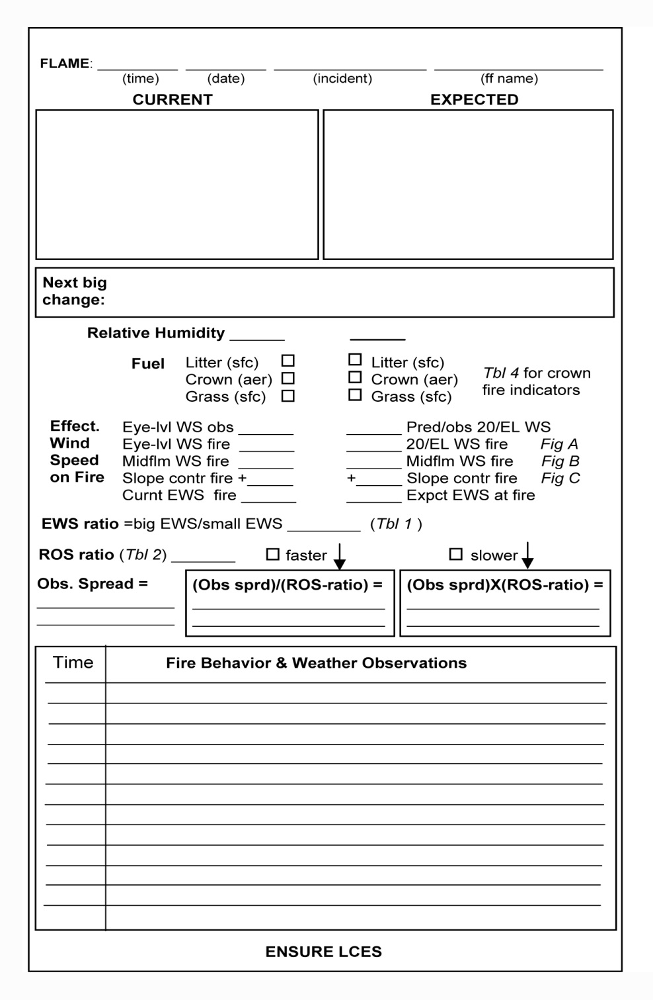 FLAME: ________ ________ ________ ________
(time) (date) (incident) (ff name)
CURRENT EXPECTED
Next big
change:
Relative Humidity ______ ______
Fuel Litter (sfc) ☐ ☐ Litter (sfc)
Crown (aer) ☐ ☐ Crown (aer) Tbl 4 for crown
Grass (sfc) ☐ ☐ Grass (sfc) fire indicators
Effect. Eye-lvl WS obs ______ ______ Pred/obs 20/EL WS
Wind Eye-lvl WS fire ______ ______ 20/EL WS fire Fig A
Speed Midflm WS fire ______ ______ Midflm WS fire Fig B
on Fire Slope contr fire +______ +______ Slope contr fire Fig C
Curnt EWS fire ______ ______ Expct EWS at fire
EWS ratio =big EWS/small EWS ________ (Tbl 1 )
ROS ratio (Tbl 2) ________ ☐ faster ↓ ☐ slower ↓
Obs. Spread = (Obs sprd)/(ROS-ratio) = (Obs sprd)X(ROS-ratio) =
Time Fire Behavior & Weather Observations
ENSURE LCES